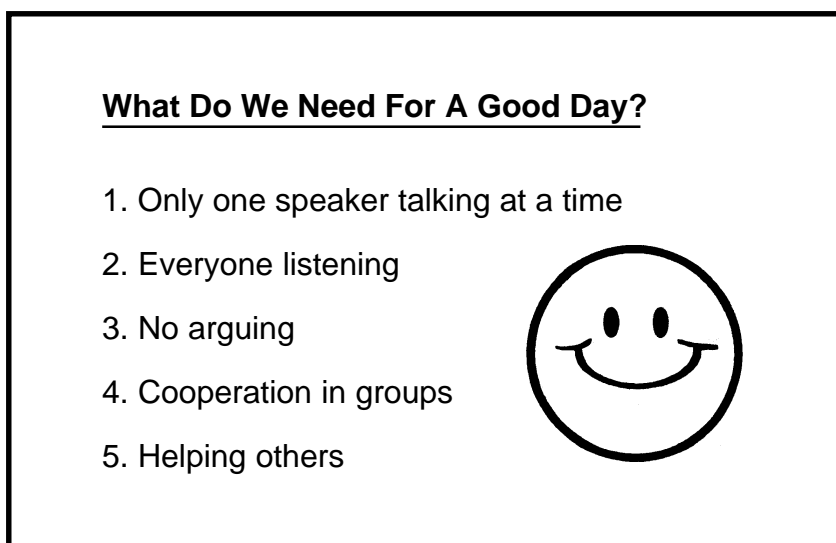 What Do We Need For A Good Day?
1. Only one speaker talking at a time
2. Everyone listening
3. No arguing
4. Cooperation in groups
5. Helping others